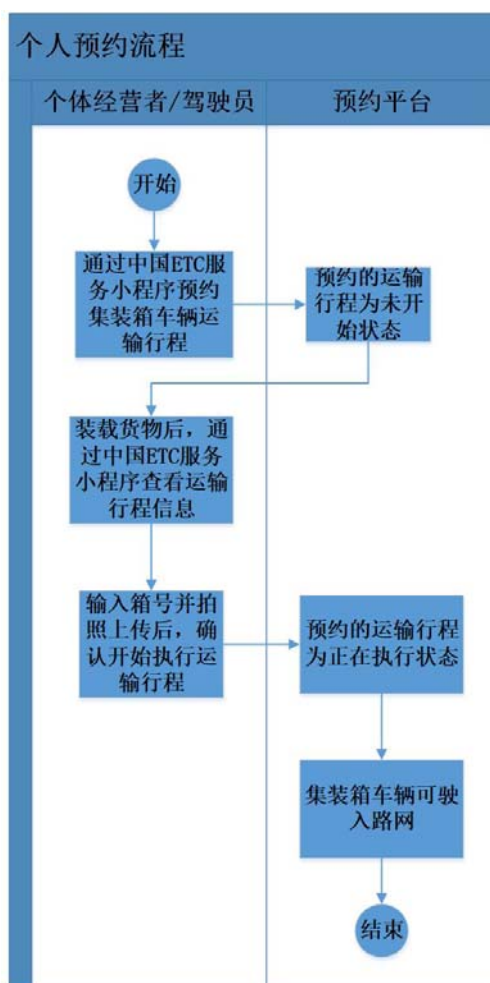 个人预约流程
个体经营者/驾驶员
预约平台
开始
通过中国ETC服
务小程序预约
集装箱车辆运
输行程
预约的运输
行程为未开
始状态
装载货物后，通
过中国ETC服务
小程序查看运输
行程信息
输入箱号并拍
照上传后，确
认开始执行运
输行程
预约的运输行程
为正在执行状态
集装箱车辆可驶
入路网
结束